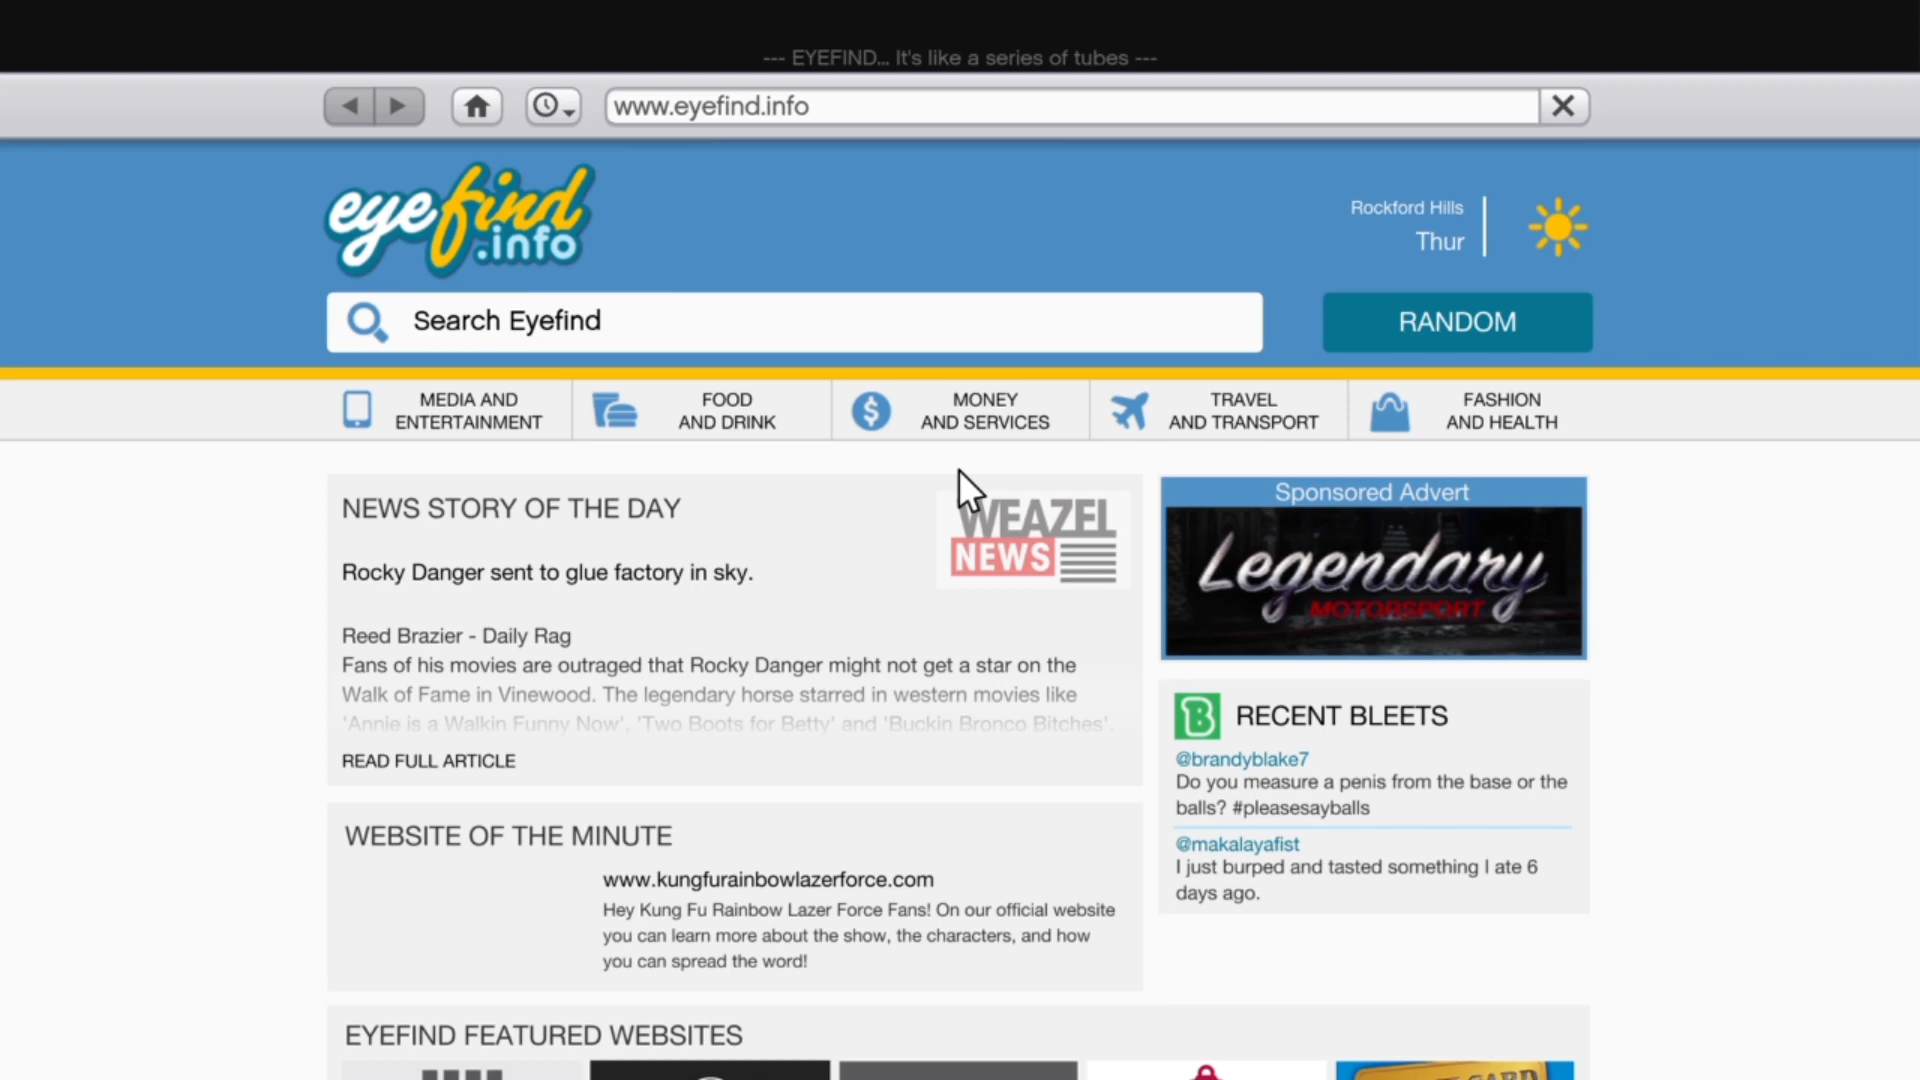 --- EYEFIND... It's like a series of tubes ---
www.eyefind.info
eyefind
.info
Rockford Hills
Thur
Search Eyefind
RANDOM
MEDIA AND
ENTERTAINMENT
FOOD
AND DRINK
MONEY
AND SERVICES
TRAVEL
AND TRANSPORT
FASHION
AND HEALTH
NEWS STORY OF THE DAY
WEAZEL
NEWS
Rocky Danger sent to glue factory in sky.
Reed Brazier - Daily Rag
Fans of his movies are outraged that Rocky Danger might not get a star on the
Walk of Fame in Vinewood. The legendary horse starred in western movies like
'Annie is a Walkin Funny Now', 'Two Boots for Betty' and 'Buckin Bronco Bitches'.
READ FULL ARTICLE
Sponsored Advert
Legendary
MOTORSPORT
B
RECENT BLEETS
@brandyblake7
Do you measure a penis from the base or the
balls? #pleasesayballs
@makalayafist
I just burped and tasted something I ate 6
days ago.
WEBSITE OF THE MINUTE
www.kungfurainbowlazerforce.com
Hey Kung Fu Rainbow Lazer Force Fans! On our official website
you can learn more about the show, the characters, and how
you can spread the word!
EYEFIND FEATURED WEBSITES